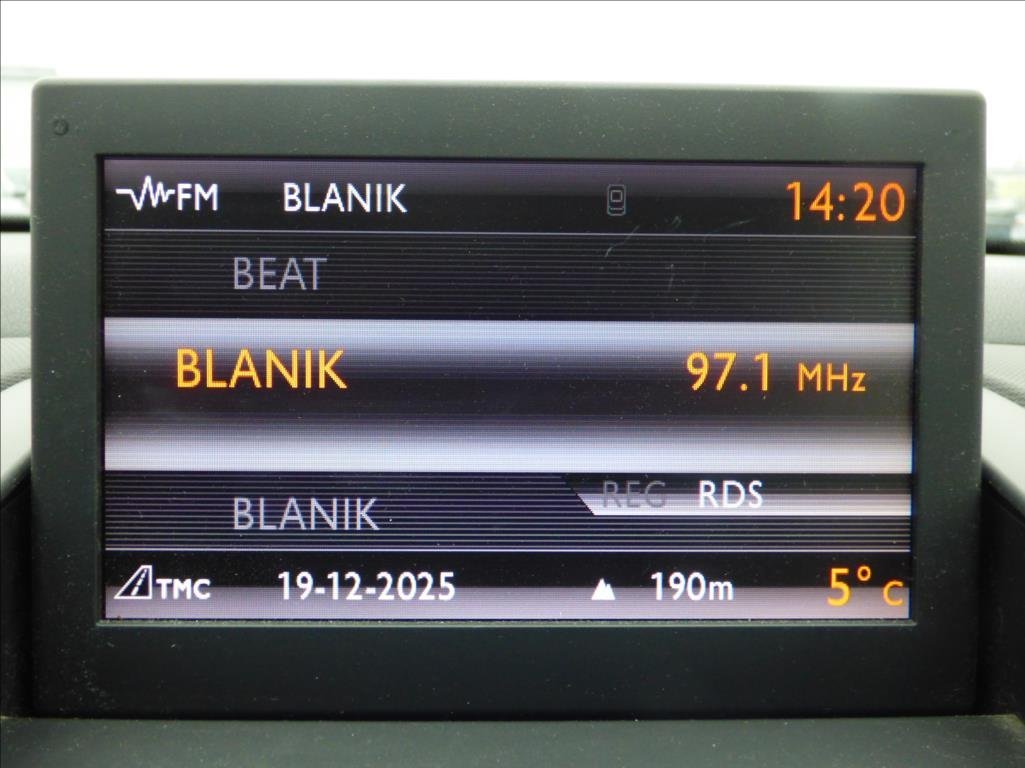 FM BLANIK 14:20
BEAT
BLANIK 97.1 MHz
BLANIK REG RDS
TMC 19-12-2025 190m 5° C